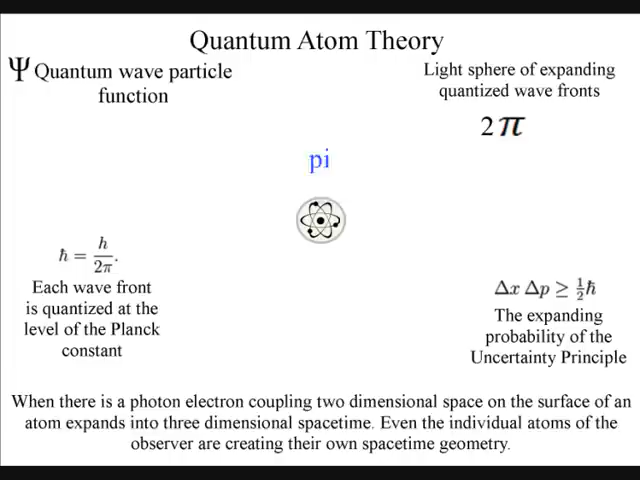 Quantum Atom Theory
Ψ Quantum wave particle
function
Light sphere of expanding
quantized wave fronts
2π
pi
ħ = h/2π.
Each wave front
is quantized at the
level of the Planck
constant
Δx Δp ≥ ½ħ
The expanding
probability of the
Uncertainty Principle
When there is a photon electron coupling two dimensional space on the surface of an
atom expands into three dimensional spacetime. Even the individual atoms of the
observer are creating their own spacetime geometry.